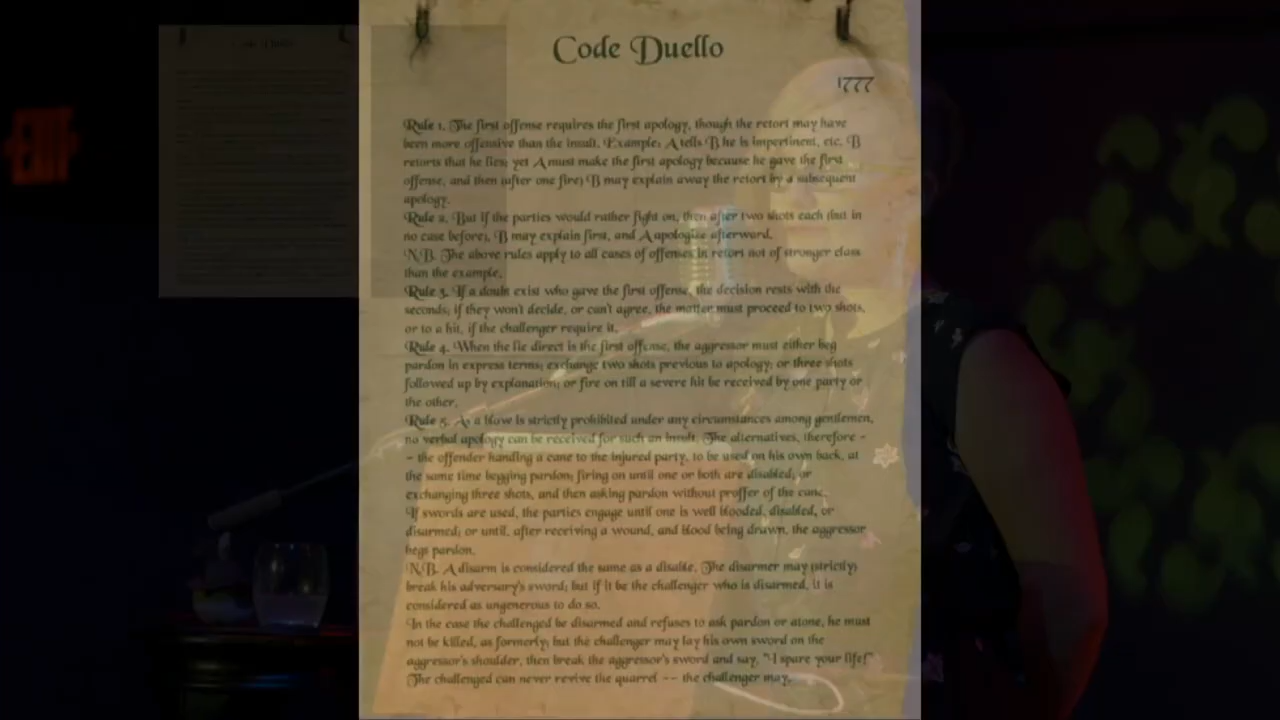 EXIT
Code Duello
1777
Rule 1. The first offense requires the first apology, though the retort may have
been more offensive than the insult. Example: A tells B he is impertinent, etc. B
retorts that he lies; yet A must make the first apology because he gave the first
offense, and then (after one fire) B may explain away the retort by a subsequent
apology.
Rule 2. But if the parties would rather fight on, then after two shots each (but in
no case before), B may explain first, and A apologize afterward.
N.B. The above rules apply to all cases of offenses in retort not of stronger class
than the example.
Rule 3. If a doubt exist who gave the first offense, the decision rests with the
seconds; if they won't decide, or can't agree, the matter must proceed to two shots,
or to a hit, if the challenger require it.
Rule 4. When the lie direct is the first offense, the aggressor must either beg
pardon in express terms; exchange two shots previous to apology; or three shots
followed up by explanation; or fire on till a severe hit be received by one party or
the other.
Rule 5. As a blow is strictly prohibited under any circumstances among gentlemen,
no verbal apology can be received for such an insult. The alternatives, therefore -
- the offender handing a cane to the injured party, to be used on his own back, at
the same time begging pardon; firing on until one or both are disabled; or
exchanging three shots, and then asking pardon without proffer of the cane.
If swords are used, the parties engage until one is well blooded, disabled, or
disarmed; or until, after receiving a wound, and blood being drawn, the aggressor
begs pardon.
N.B. A disarm is considered the same as a disable. The disarmer may (strictly)
break his adversary's sword; but if it be the challenger who is disarmed, it is
considered as ungenerous to do so.
In the case the challenged be disarmed and refuses to ask pardon or atone, he must
not be killed, as formerly; but the challenger may lay his own sword on the
aggressor's shoulder, then break the aggressor's sword and say, "I spare your life!"
The challenged can never revive the quarrel -- the challenger may.
Code Duello